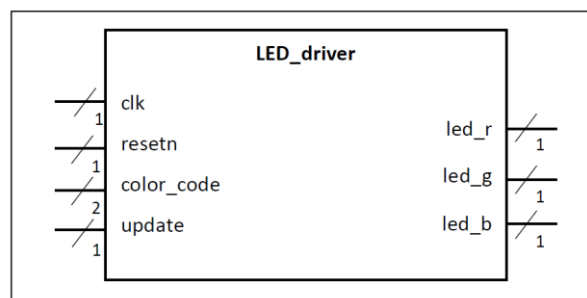 LED_driver
clk
1
resetn
1
color_code
2
update
1
led_r
1
led_g
1
led_b
1